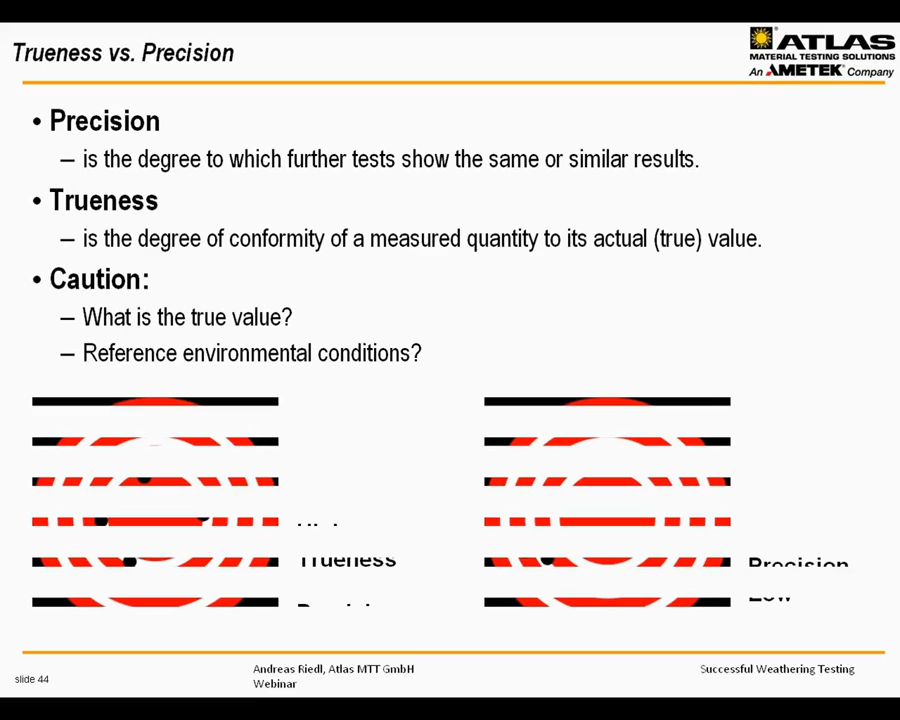 Trueness vs. Precision
ATLAS
MATERIAL TESTING SOLUTIONS
An AMETEK® Company
• Precision
– is the degree to which further tests show the same or similar results.
• Trueness
– is the degree of conformity of a measured quantity to its actual (true) value.
• Caution:
– What is the true value?
– Reference environmental conditions?
Trueness
Precision
Low
slide 44
Andreas Riedl, Atlas MTT GmbH
Webinar
Successful Weathering Testing